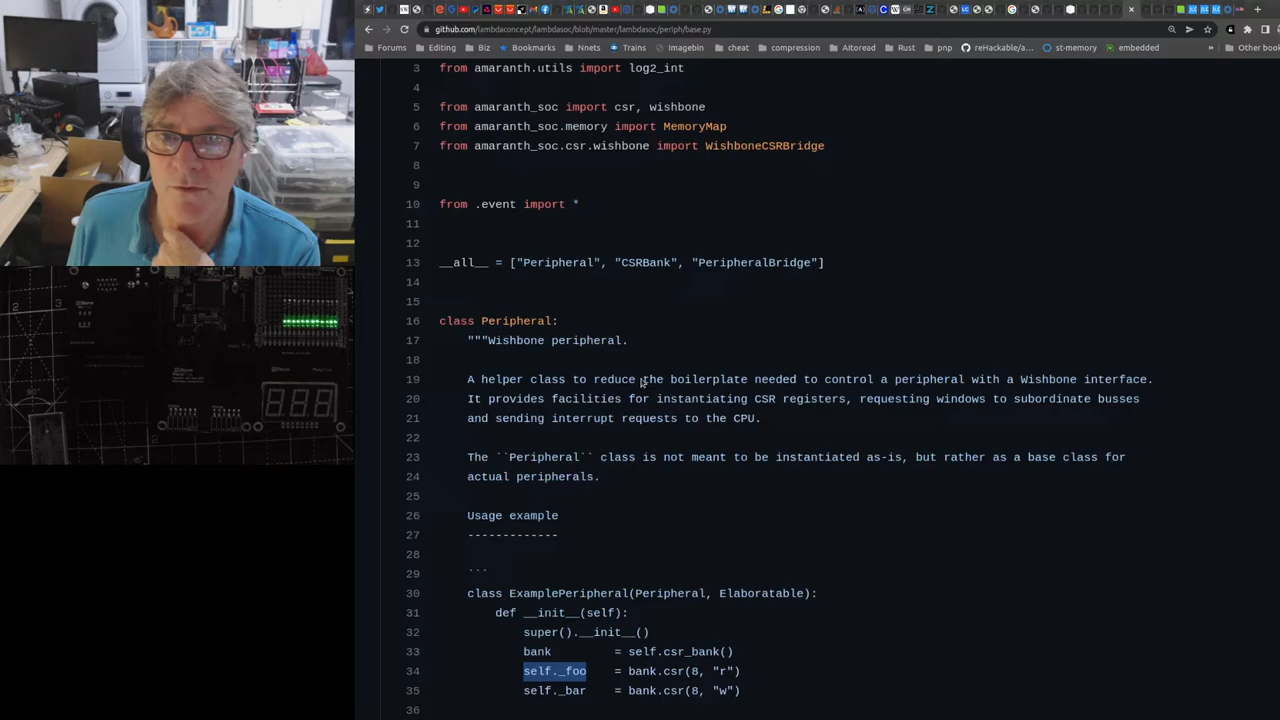 github.com/lambdaconcept/lambdasoc/blob/master/lambdasoc/periph/base.py
Forums Editing Biz Bookmarks Nnets Trains Imagebin cheat compression Altoread Rust pnp rehackable/a... st-memory embedded » Other book
3 from amaranth.utils import log2_int
4
5 from amaranth_soc import csr, wishbone
6 from amaranth_soc.memory import MemoryMap
7 from amaranth_soc.csr.wishbone import WishboneCSRBridge
8
9
10 from .event import *
11
12
13 __all__ = ["Peripheral", "CSRBank", "PeripheralBridge"]
14
15
16 class Peripheral:
17 """Wishbone peripheral.
18
19 A helper class to reduce the boilerplate needed to control a peripheral with a Wishbone interface.
20 It provides facilities for instantiating CSR registers, requesting windows to subordinate busses
21 and sending interrupt requests to the CPU.
22
23 The ``Peripheral`` class is not meant to be instantiated as-is, but rather as a base class for
24 actual peripherals.
25
26 Usage example
27 -------------
28
29 ```
30 class ExamplePeripheral(Peripheral, Elaboratable):
31 def __init__(self):
32 super().__init__()
33 bank = self.csr_bank()
34 self._foo = bank.csr(8, "r")
35 self._bar = bank.csr(8, "w")
36